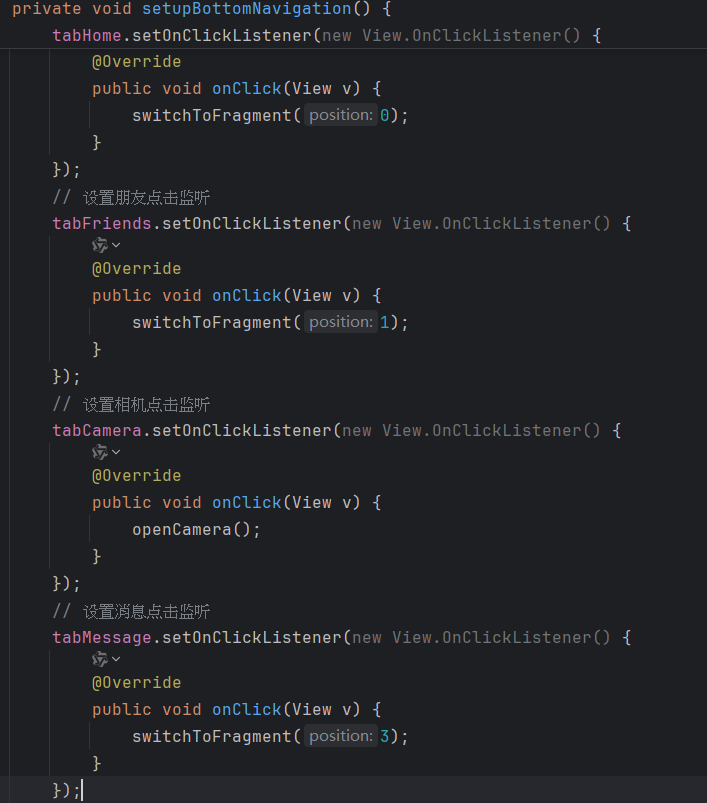 private void setupBottomNavigation() {
    tabHome.setOnClickListener(new View.OnClickListener() {
        @Override
        public void onClick(View v) {
            switchToFragment( position: 0);
        }
    });
    // 设置朋友点击监听
    tabFriends.setOnClickListener(new View.OnClickListener() {
        @Override
        public void onClick(View v) {
            switchToFragment( position: 1);
        }
    });
    // 设置相机点击监听
    tabCamera.setOnClickListener(new View.OnClickListener() {
        @Override
        public void onClick(View v) {
            openCamera();
        }
    });
    // 设置消息点击监听
    tabMessage.setOnClickListener(new View.OnClickListener() {
        @Override
        public void onClick(View v) {
            switchToFragment( position: 3);
        }
    });